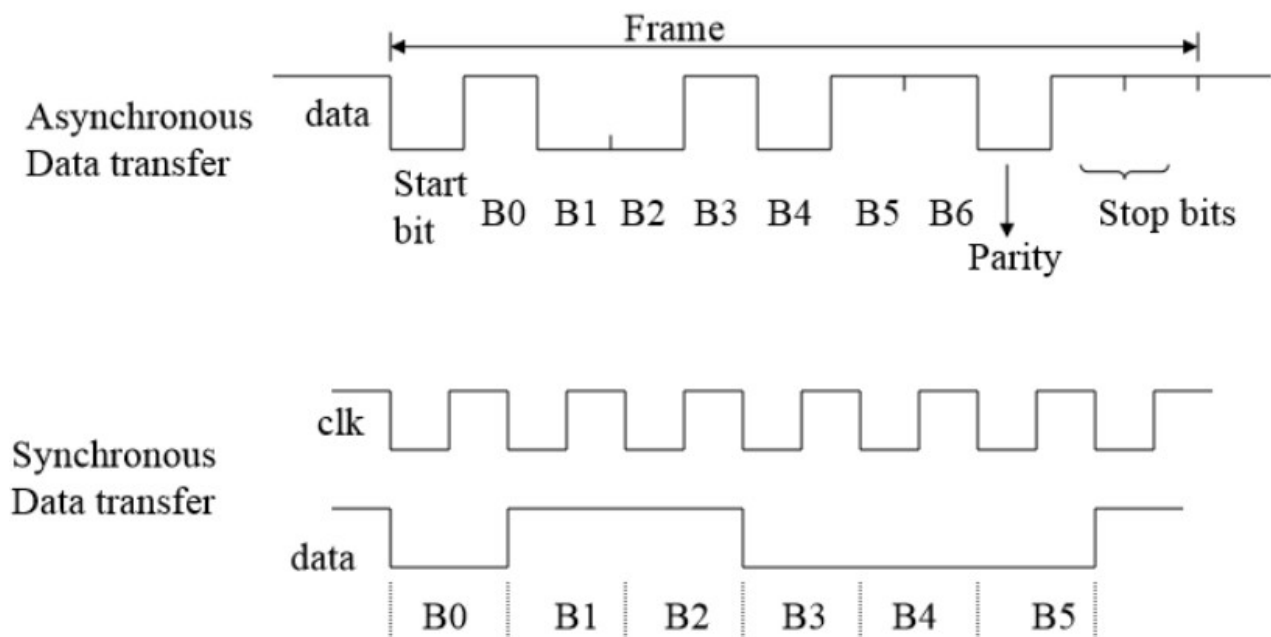 Frame
Asynchronous
Data transfer
data
Start
bit
B0 B1 B2 B3 B4 B5 B6
Parity
Stop bits
Synchronous
Data transfer
clk
data
B0 B1 B2 B3 B4 B5